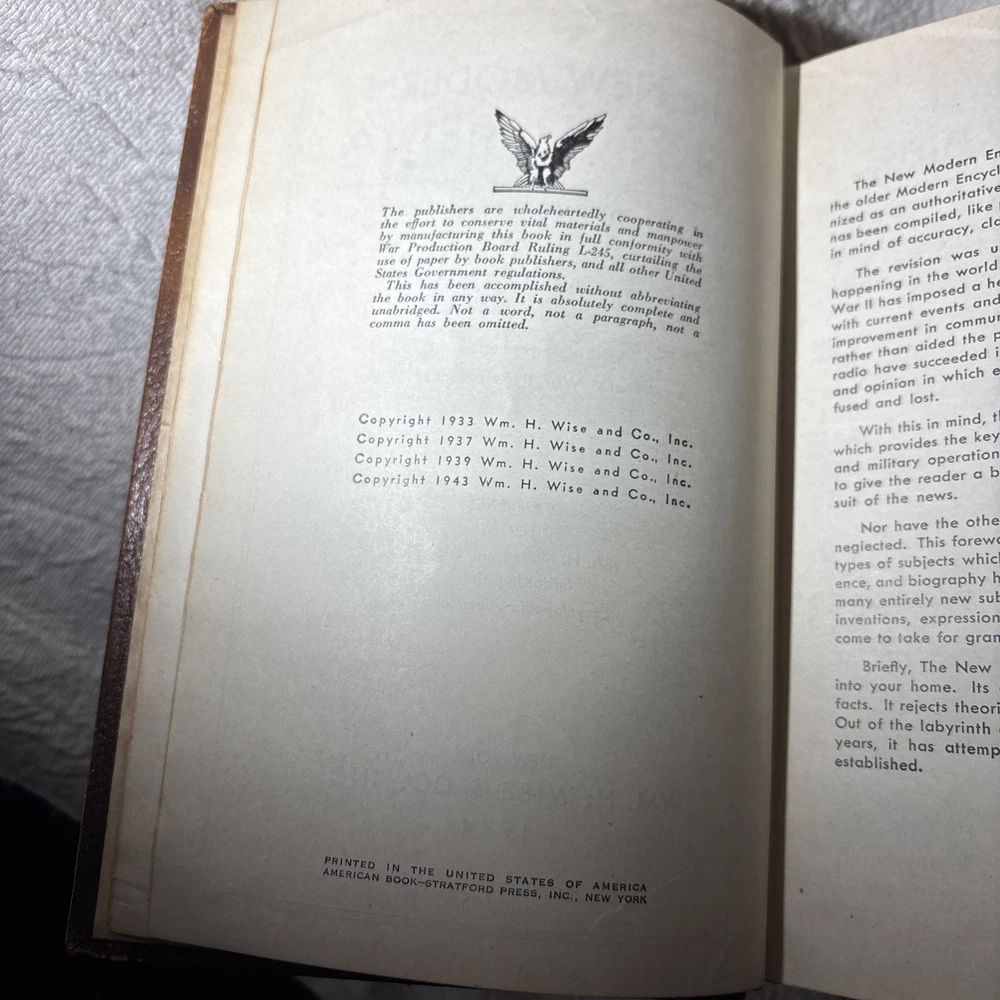 The publishers are wholeheartedly cooperating in
the effort to conserve vital materials and manpower
by manufacturing this book in full conformity with
War Production Board Ruling L-245, curtailing the
use of paper by book publishers, and all other United
States Government regulations.
This has been accomplished without abbreviating
the book in any way. It is absolutely complete and
unabridged. Not a word, not a paragraph, not a
comma has been omitted.
Copyright 1933 Wm. H. Wise and Co., Inc.
Copyright 1937 Wm. H. Wise and Co., Inc.
Copyright 1939 Wm. H. Wise and Co., Inc.
Copyright 1943 Wm. H. Wise and Co., Inc.
PRINTED IN THE UNITED STATES OF AMERICA
AMERICAN BOOK—STRATFORD PRESS, INC., NEW YORK
The New Modern En
the older Modern Encycl
nized as an authoritative
has been compiled, like
in mind of accuracy, cla
The revision was u
happening in the world
War II has imposed a he
with current events and
improvement in commun
rather than aided the p
radio have succeeded i
and opinion in which e
fused and lost.
With this in mind, th
which provides the key
and military operation
to give the reader a b
suit of the news.
Nor have the othe
neglected. This forewo
types of subjects whic
ence, and biography h
many entirely new sub
inventions, expression
come to take for gran
Briefly, The New
into your home. Its
facts. It rejects theori
Out of the labyrinth
years, it has attemp
established.